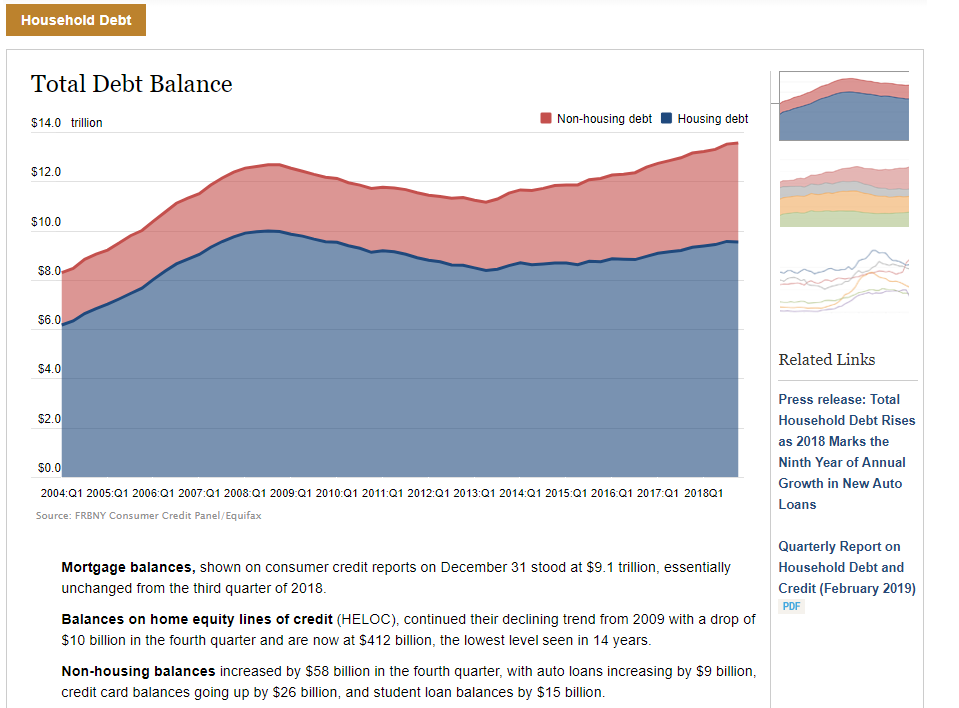 Household Debt
Total Debt Balance
$14.0 trillion
Non-housing debt Housing debt
$12.0
$10.0
$8.0
$6.0
$4.0
$2.0
$0.0
2004:Q1 2005:Q1 2006:Q1 2007:Q1 2008:Q1 2009:Q1 2010:Q1 2011:Q1 2012:Q1 2013:Q1 2014:Q1 2015:Q1 2016:Q1 2017:Q1 2018Q1
Source: FRBNY Consumer Credit Panel/Equifax
Mortgage balances, shown on consumer credit reports on December 31 stood at $9.1 trillion, essentially
unchanged from the third quarter of 2018.
Balances on home equity lines of credit (HELOC), continued their declining trend from 2009 with a drop of
$10 billion in the fourth quarter and are now at $412 billion, the lowest level seen in 14 years.
Non-housing balances increased by $58 billion in the fourth quarter, with auto loans increasing by $9 billion,
credit card balances going up by $26 billion, and student loan balances by $15 billion.
Related Links
Press release: Total
Household Debt Rises
as 2018 Marks the
Ninth Year of Annual
Growth in New Auto
Loans
Quarterly Report on
Household Debt and
Credit (February 2019)
PDF